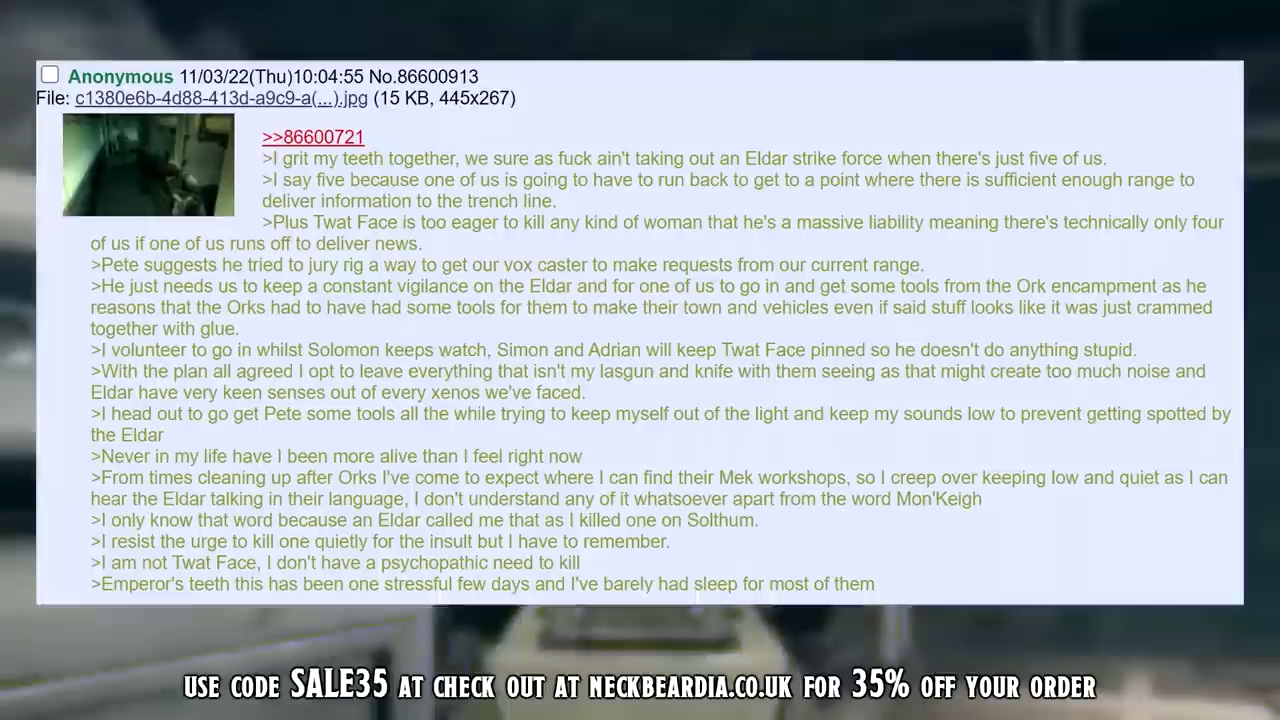 Anonymous 11/03/22(Thu)10:04:55 No.86600913
File: c1380e6b-4d88-413d-a9c9-a(...).jpg (15 KB, 445x267)
>>86600721
>I grit my teeth together, we sure as fuck ain't taking out an Eldar strike force when there's just five of us.
>I say five because one of us is going to have to run back to get to a point where there is sufficient enough range to
deliver information to the trench line.
>Plus Twat Face is too eager to kill any kind of woman that he's a massive liability meaning there's technically only four
of us if one of us runs off to deliver news.
>Pete suggests he tried to jury rig a way to get our vox caster to make requests from our current range.
>He just needs us to keep a constant vigilance on the Eldar and for one of us to go in and get some tools from the Ork encampment as he
reasons that the Orks had to have had some tools for them to make their town and vehicles even if said stuff looks like it was just crammed
together with glue.
>I volunteer to go in whilst Solomon keeps watch, Simon and Adrian will keep Twat Face pinned so he doesn't do anything stupid.
>With the plan all agreed I opt to leave everything that isn't my lasgun and knife with them seeing as that might create too much noise and
Eldar have very keen senses out of every xenos we've faced.
>I head out to go get Pete some tools all the while trying to keep myself out of the light and keep my sounds low to prevent getting spotted by
the Eldar
>Never in my life have I been more alive than I feel right now
>From times cleaning up after Orks I've come to expect where I can find their Mek workshops, so I creep over keeping low and quiet as I can
hear the Eldar talking in their language, I don't understand any of it whatsoever apart from the word Mon'Keigh
>I only know that word because an Eldar called me that as I killed one on Solthum.
>I resist the urge to kill one quietly for the insult but I have to remember.
>I am not Twat Face, I don't have a psychopathic need to kill
>Emperor's teeth this has been one stressful few days and I've barely had sleep for most of them
USE CODE SALE35 AT CHECK OUT AT NECKBEARDIA.CO.UK FOR 35% OFF YOUR ORDER